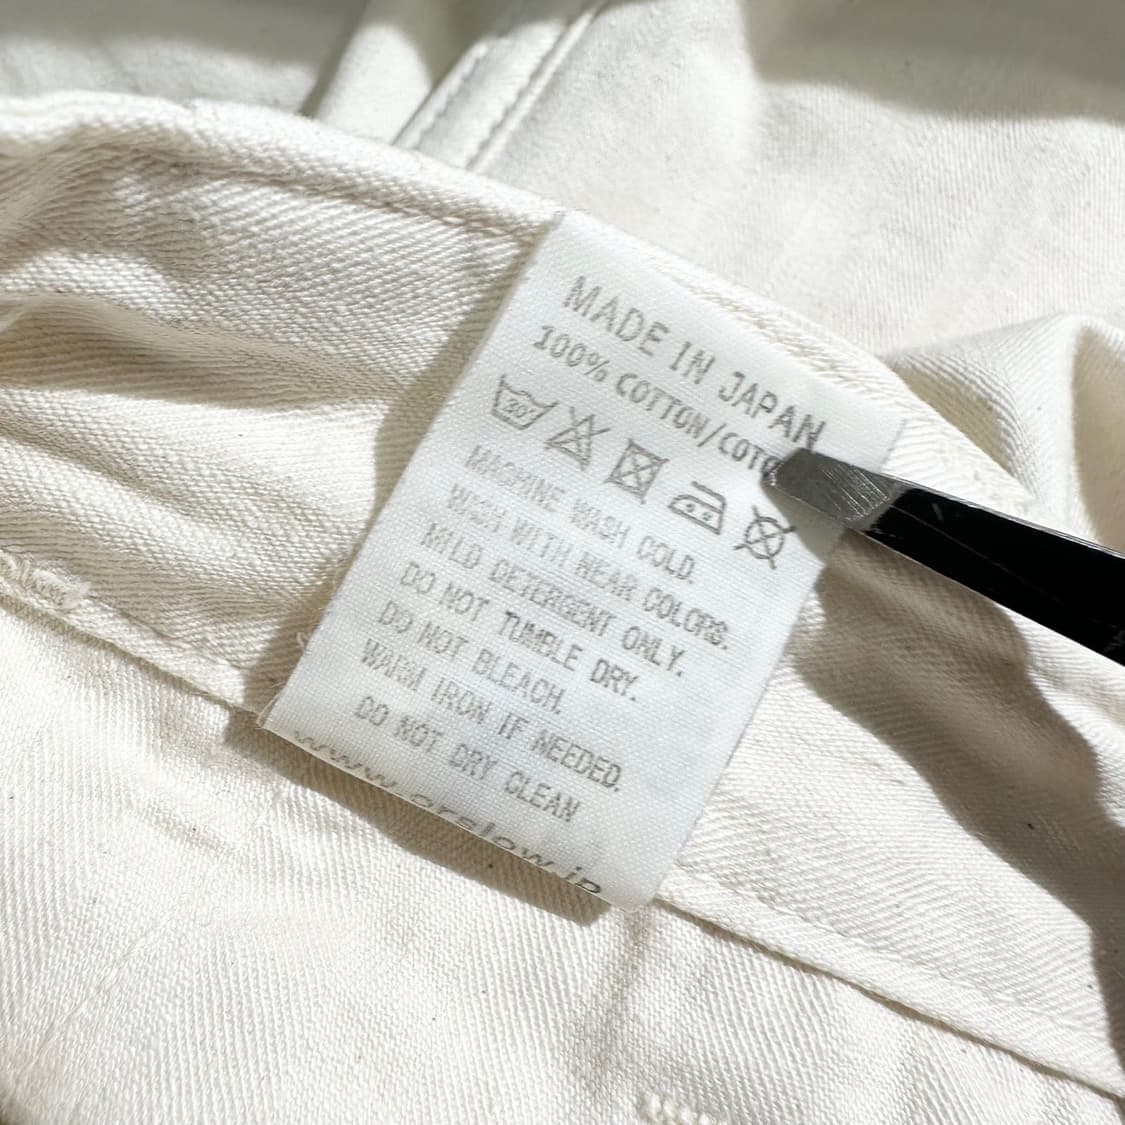 MADE IN JAPAN
100% COTTON/COTO
30°
MACHINE WASH COLD.
WASH WITH NEAR COLORS.
MILD DETERGENT ONLY.
DO NOT TUMBLE DRY.
DO NOT BLEACH.
WARM IRON IF NEEDED.
DO NOT DRY CLEAN
www.orslow.jp